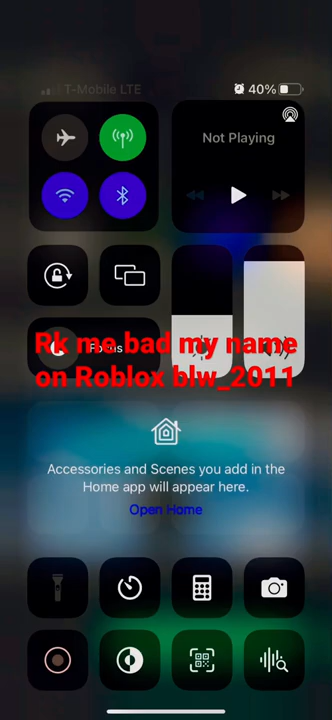 T-Mobile LTE
40%
Not Playing
Rk me bad my name
on Roblox blw_2011
Accessories and Scenes you add in the
Home app will appear here.
Open Home